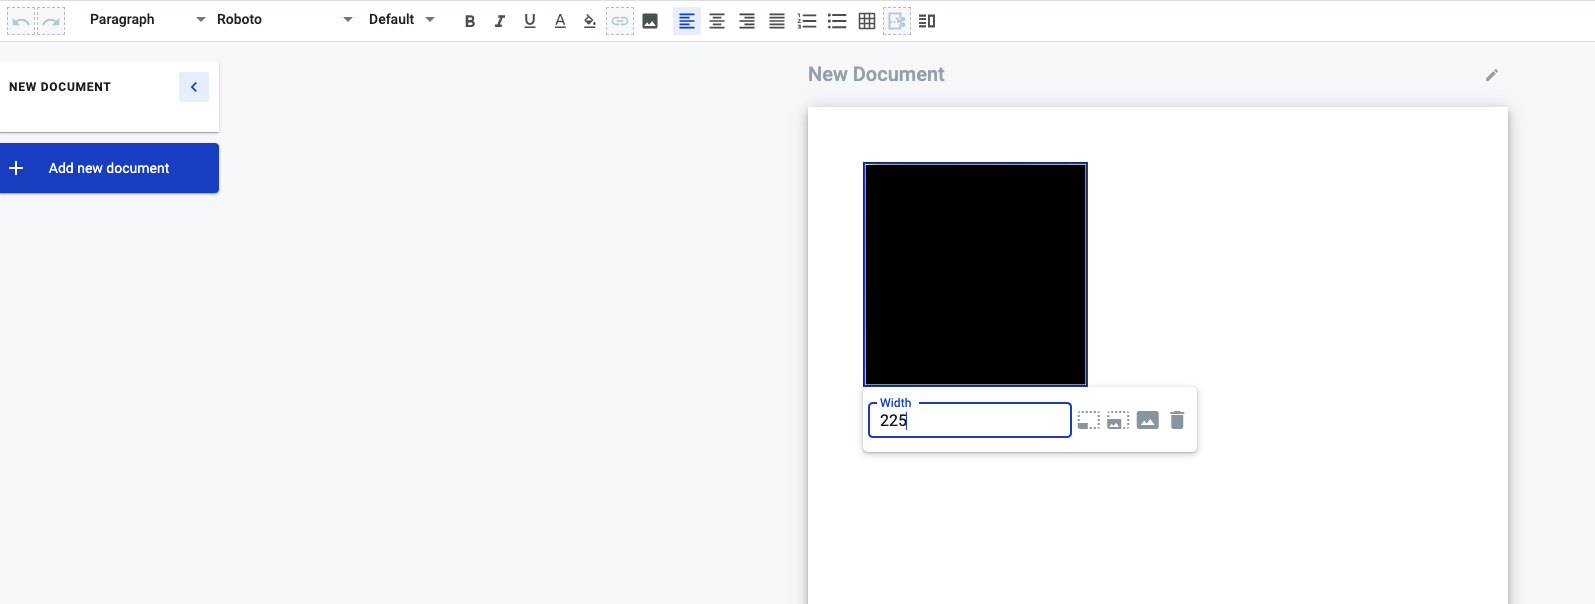 Paragraph Roboto Default B I U A
NEW DOCUMENT
Add new document
New Document
Width
225